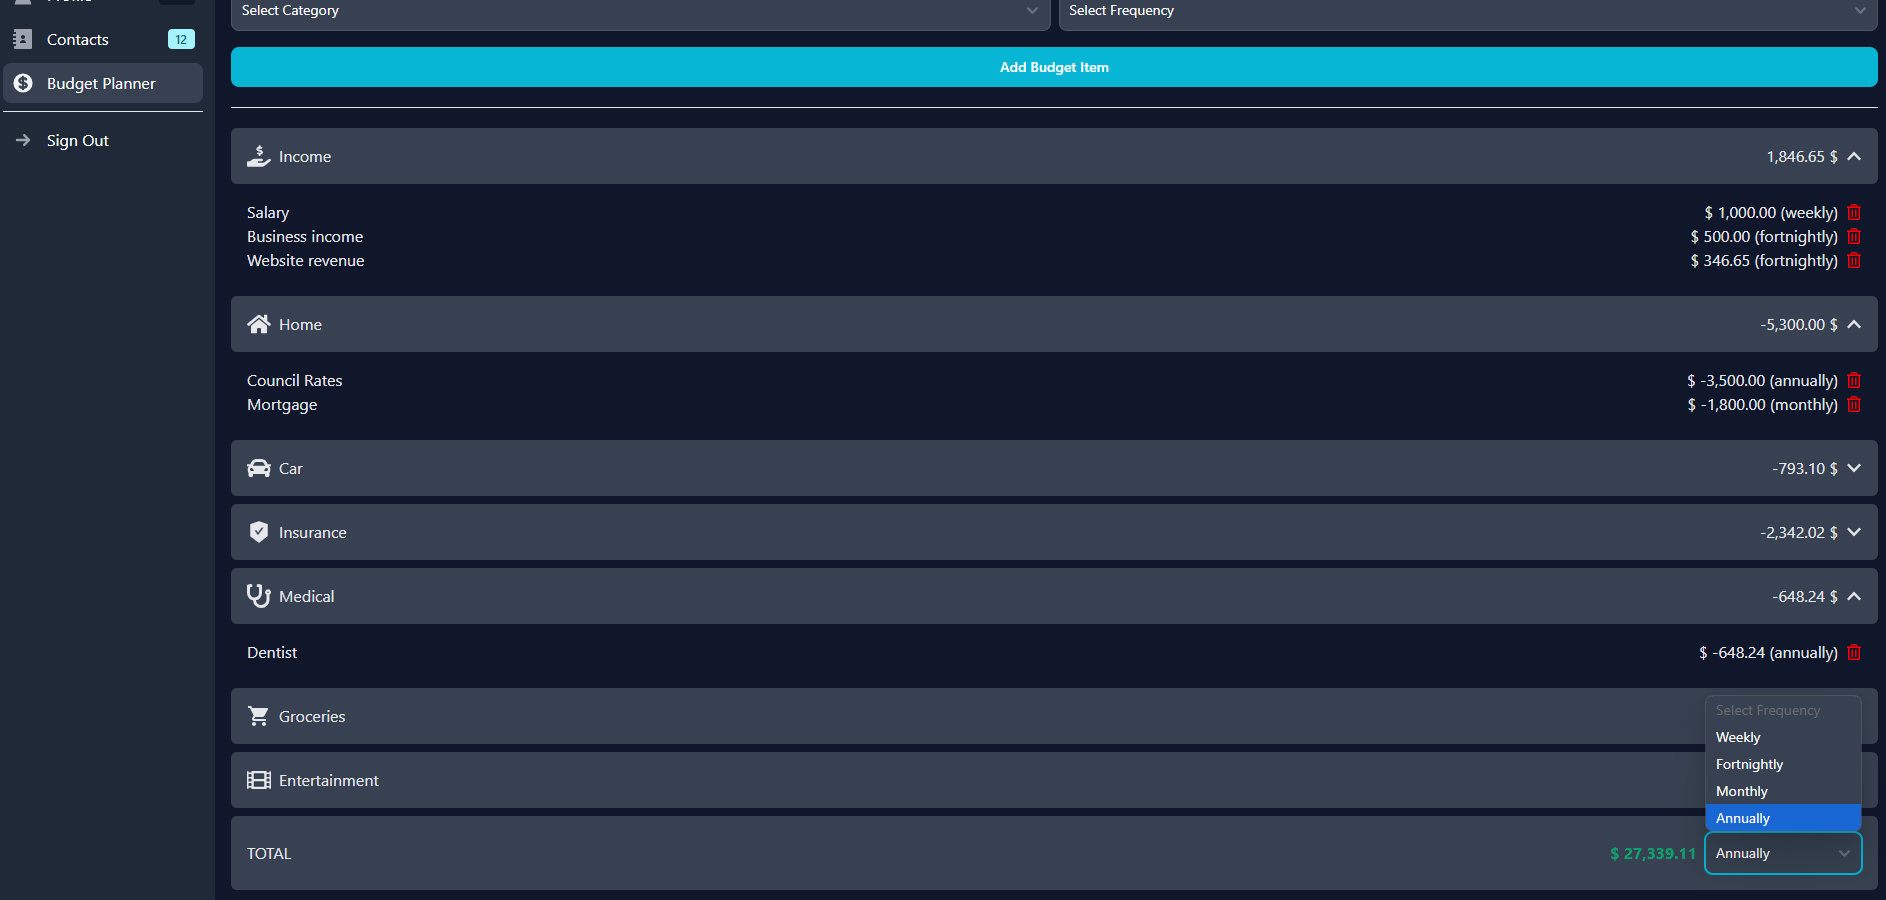 Select Category
Select Frequency
Contacts
12
Budget Planner
Sign Out
Add Budget Item
Income
1,846.65 $
Salary
$ 1,000.00 (weekly)
Business income
$ 500.00 (fortnightly)
Website revenue
$ 346.65 (fortnightly)
Home
-5,300.00 $
Council Rates
$ -3,500.00 (annually)
Mortgage
$ -1,800.00 (monthly)
Car
-793.10 $
Insurance
-2,342.02 $
Medical
-648.24 $
Dentist
$ -648.24 (annually)
Groceries
Entertainment
Select Frequency
Weekly
Fortnightly
Monthly
Annually
TOTAL
$ 27,339.11
Annually